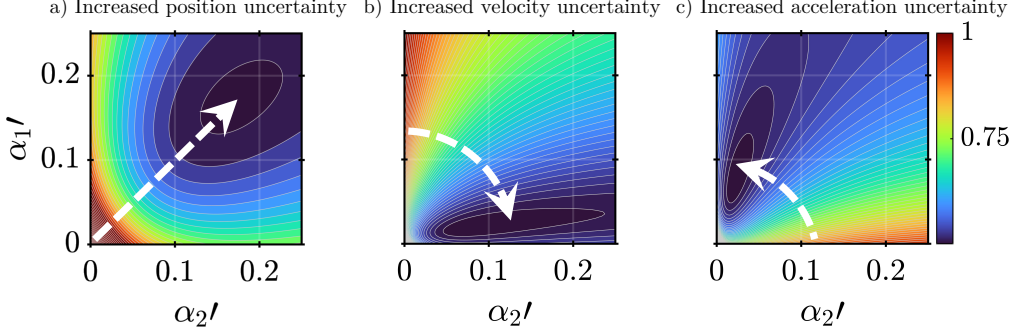 a) Increased position uncertainty b) Increased velocity uncertainty c) Increased acceleration uncertainty
1
0.2
0.75
α₁′
0.1
0
0 0.1 0.2 0 0.1 0.2 0 0.1 0.2
α₂′ α₂′ α₂′